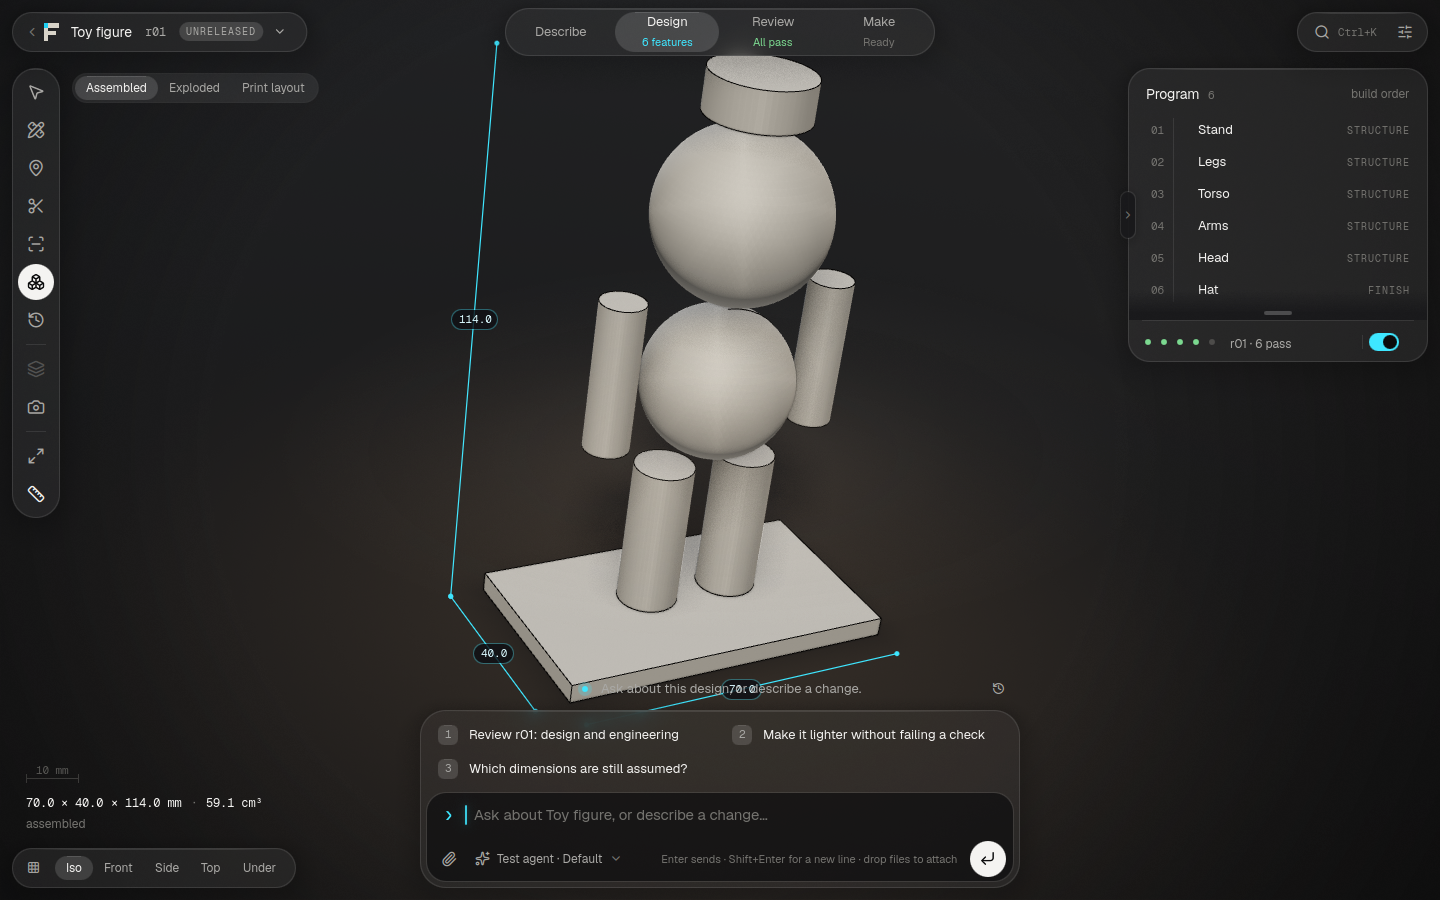 Toy figure r01 UNRELEASED
Describe
Design
6 features
Review
All pass
Make
Ready
Ctrl+K
Assembled Exploded Print layout
Program 6 build order
01 Stand STRUCTURE
02 Legs STRUCTURE
03 Torso STRUCTURE
04 Arms STRUCTURE
05 Head STRUCTURE
06 Hat FINISH
r01 · 6 pass
114.0
40.0
70.0
Ask about this design, or describe a change.
1 Review r01: design and engineering
2 Make it lighter without failing a check
3 Which dimensions are still assumed?
Ask about Toy figure, or describe a change...
Test agent · Default
Enter sends · Shift+Enter for a new line · drop files to attach
10 mm
70.0 × 40.0 × 114.0 mm · 59.1 cm³
assembled
Iso Front Side Top Under